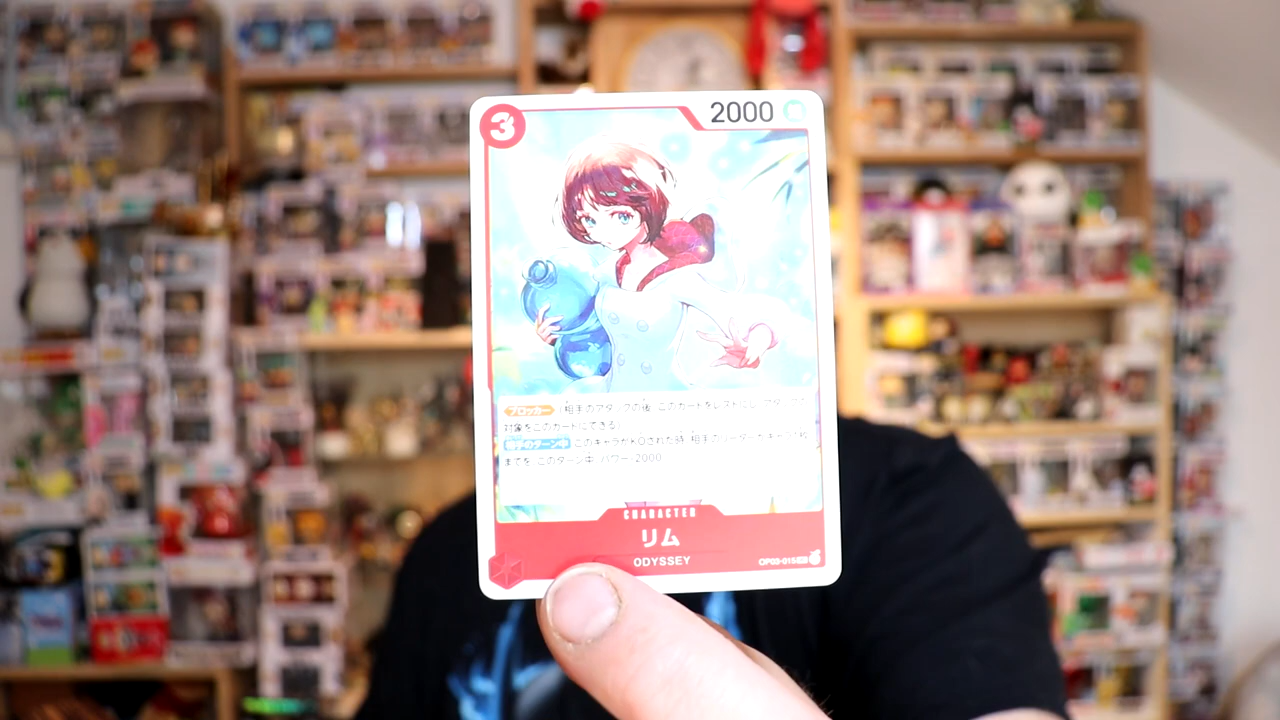 3
2000
ブロッカー (相手のアタックの後、このカードをレストにし、アタックの
対象をこのカードにできる)
相手のターン中 このキャラがKOされた時、相手のリーダーかキャラ1枚
までを、このターン中、パワー-2000
CHARACTER
リム
ODYSSEY
OP03-015